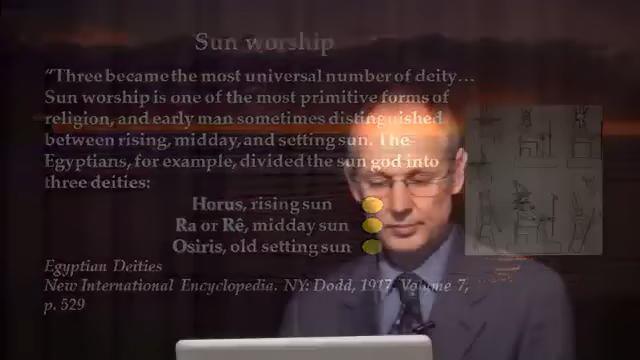 Sun worship
“Three became the most universal number of deity…
Sun worship is one of the most primitive forms of
religion, and early man sometimes distinguished
between rising, midday, and setting sun. The
Egyptians, for example, divided the sun god into
three deities:
Horus, rising sun
Ra or Rê, midday sun
Osiris, old setting sun
Egyptian Deities
New International Encyclopedia. NY: Dodd, 1917. Volume 7,
p. 529